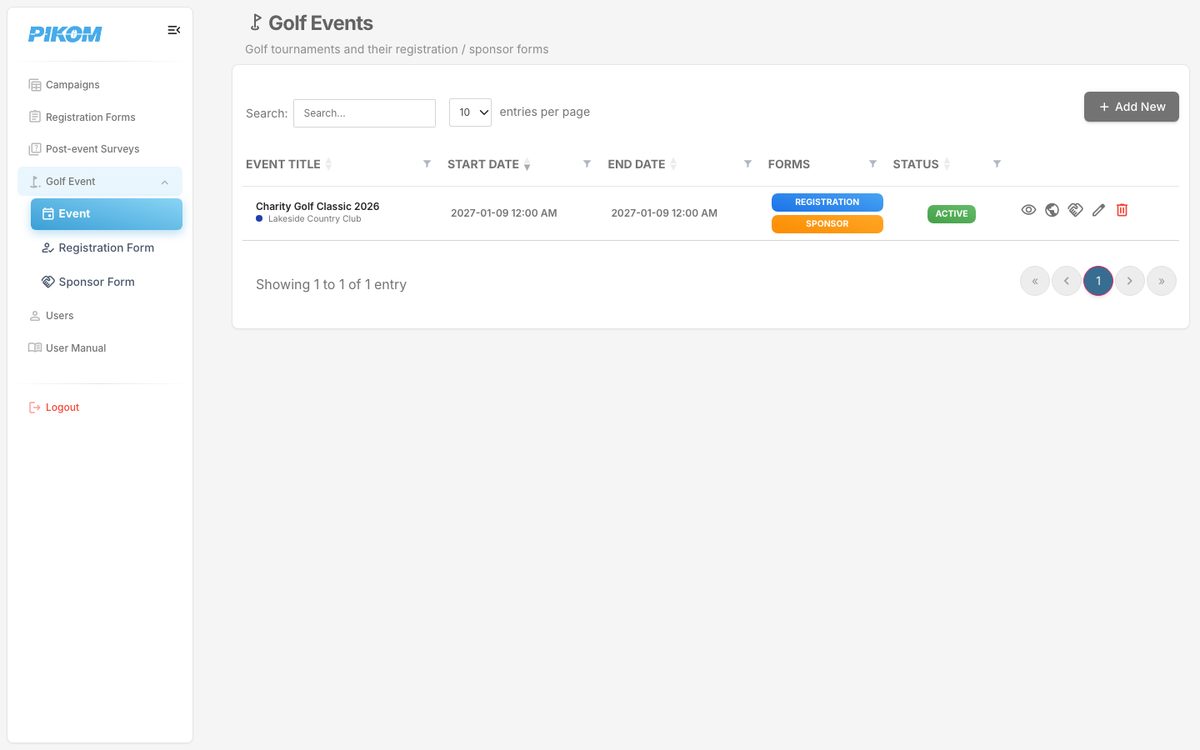 PIKOM
Campaigns
Registration Forms
Post-event Surveys
Golf Event
Event
Registration Form
Sponsor Form
Users
User Manual
Logout
Golf Events
Golf tournaments and their registration / sponsor forms
Search: Search... 10 entries per page
+ Add New
EVENT TITLE START DATE END DATE FORMS STATUS
Charity Golf Classic 2026
Lakeside Country Club
2027-01-09 12:00 AM 2027-01-09 12:00 AM
REGISTRATION
SPONSOR
ACTIVE
Showing 1 to 1 of 1 entry
« ‹ 1 › »